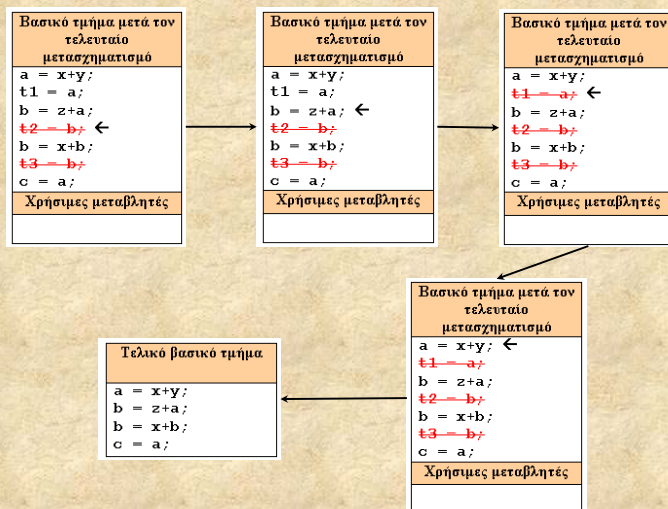 Βασικό τμήμα μετά τον
τελευταίο
μετασχηματισμό
a = x+y;
t1 = a;
b = z+a;
t2 = b; ←
b = x+b;
t3 = b;
c = a;
Χρήσιμες μεταβλητές
Βασικό τμήμα μετά τον
τελευταίο
μετασχηματισμό
a = x+y;
t1 = a;
b = z+a; ←
t2 = b;
b = x+b;
t3 = b;
c = a;
Χρήσιμες μεταβλητές
Βασικό τμήμα μετά τον
τελευταίο
μετασχηματισμό
a = x+y;
t1 = a; ←
b = z+a;
t2 = b;
b = x+b;
t3 = b;
c = a;
Χρήσιμες μεταβλητές
Βασικό τμήμα μετά τον
τελευταίο
μετασχηματισμό
a = x+y; ←
t1 = a;
b = z+a;
t2 = b;
b = x+b;
t3 = b;
c = a;
Χρήσιμες μεταβλητές
Τελικό βασικό τμήμα
a = x+y;
b = z+a;
b = x+b;
c = a;